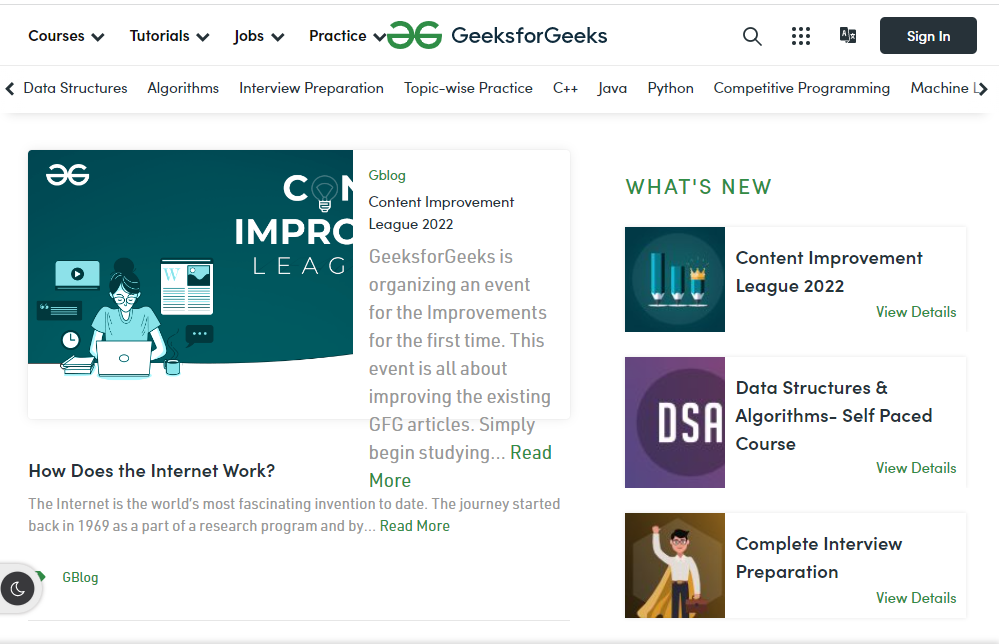 Courses Tutorials Jobs Practice GeeksforGeeks Sign In
Data Structures Algorithms Interview Preparation Topic-wise Practice C++ Java Python Competitive Programming Machine
CON
IMPRO
LEAG
W
Gblog
Content Improvement
League 2022
GeeksforGeeks is
organizing an event
for the Improvements
for the first time. This
event is all about
improving the existing
GFG articles. Simply
begin studying... Read
More
How Does the Internet Work?
The Internet is the world’s most fascinating invention to date. The journey started
back in 1969 as a part of a research program and by... Read More
GBlog
WHAT'S NEW
Content Improvement
League 2022
View Details
DSA
Data Structures &
Algorithms- Self Paced
Course
View Details
Complete Interview
Preparation
View Details